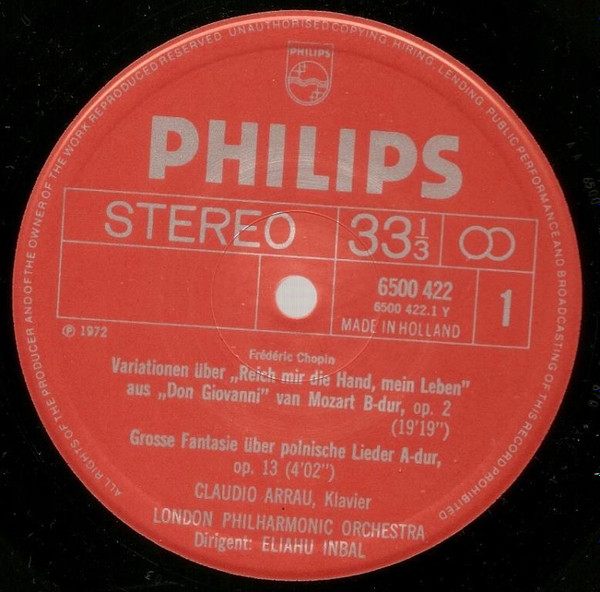 ALL RIGHTS OF THE PRODUCER AND OF THE OWNER OF THE WORK REPRODUCED RESERVED UNAUTHORISED COPYING HIRING LENDING PUBLIC PERFORMANCE AND BROADCASTING OF THIS RECORD PROHIBITED
PHILIPS
PHILIPS
STEREO 33 1/3
6500 422
6500 422.1 Y
MADE IN HOLLAND
1
℗ 1972
Frédéric Chopin
Variationen über „Reich mir die Hand, mein Leben"
aus „Don Giovanni" van Mozart B-dur, op. 2
(19'19")
Grosse Fantasie über polnische Lieder A-dur,
op. 13 (4'02")
CLAUDIO ARRAU, Klavier
LONDON PHILHARMONIC ORCHESTRA
Dirigent: ELIAHU INBAL